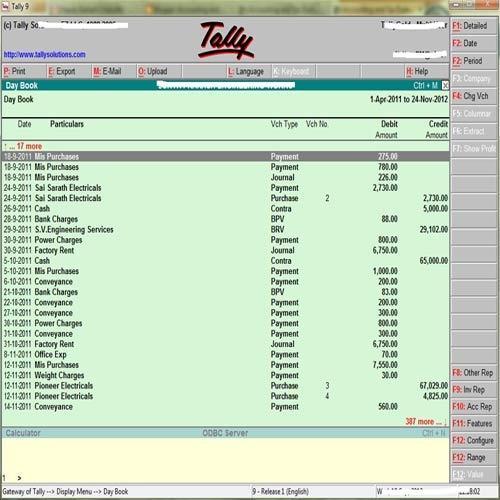 Tally 9
(c) Tally
Tally
http://www.tallysolutions.com
P: Print E: Export M: E-Mail O: Upload L: Language K: Keyboard H: Help
Day Book Ctrl + M
Day Book 1-Apr-2011 to 24-Nov-2012
Date Particulars Vch Type Vch No. Debit Credit
Amount Amount
↑ ... 17 more
18-9-2011 Mis Purchases Payment 275.00
18-9-2011 Mis Purchases Payment 780.00
18-9-2011 Mis Purchases Journal 226.00
24-9-2011 Sai Sarath Electricals Payment 2,730.00
24-9-2011 Sai Sarath Electricals Purchase 2 2,730.00
26-9-2011 Cash Contra 5,000.00
28-9-2011 Bank Charges BPV 88.00
29-9-2011 S.V.Engineering Services BRV 29,102.00
30-9-2011 Power Charges Payment 800.00
30-9-2011 Factory Rent Journal 6,750.00
5-10-2011 Cash Contra 65,000.00
5-10-2011 Mis Purchases Payment 1,000.00
6-10-2011 Conveyance Payment 200.00
21-10-2011 Bank Charges BPV 83.00
22-10-2011 Conveyance Payment 200.00
27-10-2011 Conveyance Payment 300.00
30-10-2011 Power Charges Payment 800.00
31-10-2011 Conveyance Payment 300.00
31-10-2011 Factory Rent Journal 6,750.00
8-11-2011 Office Exp Payment 70.00
12-11-2011 Mis Purchases Payment 7,550.00
12-11-2011 Weight Charges Payment 30.00
12-11-2011 Pioneer Electricals Purchase 3 67,029.00
12-11-2011 Pioneer Electricals Purchase 4 4,825.00
14-11-2011 Conveyance Payment 560.00
387 more ... ↓
Calculator ODBC Server Ctrl + N
1 >
Gateway of Tally --> Display Menu --> Day Book 9 - Release 1 (English) W
F1: Detailed
F2: Date
F2: Period
F3: Company
F4: Chg Vch
F5: Columnar
F6: Extract
F7: Show Profit
F8: Other Rep
F9: Inv Rep
F10: Acc Rep
F11: Features
F12: Configure
F12: Range
F12: Value